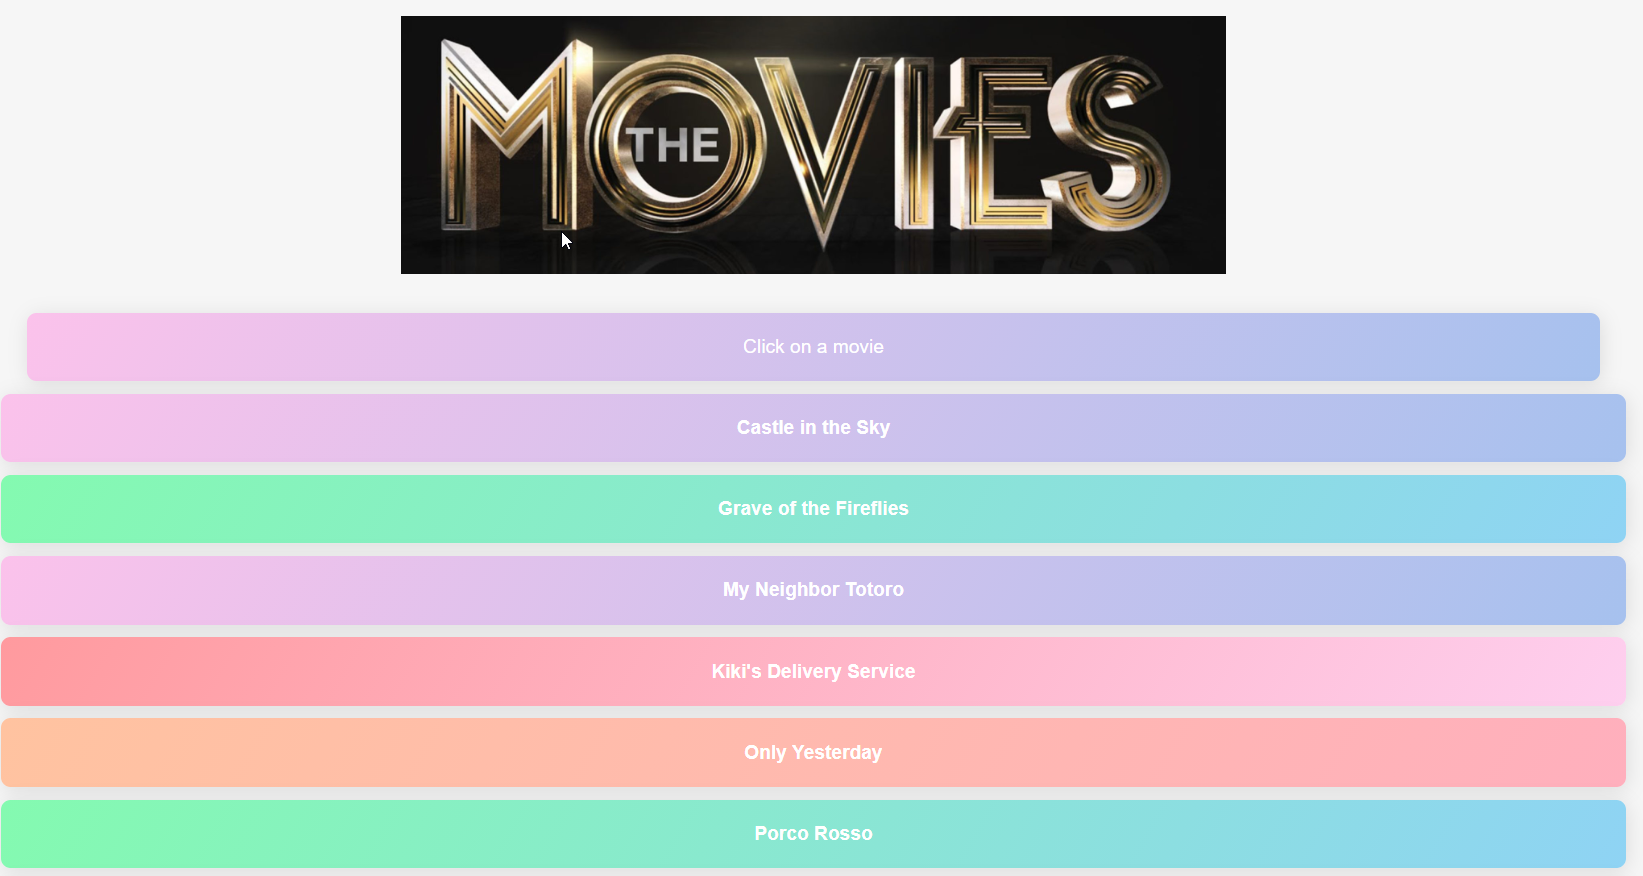 THE MOVIES
Click on a movie
Castle in the Sky
Grave of the Fireflies
My Neighbor Totoro
Kiki's Delivery Service
Only Yesterday
Porco Rosso